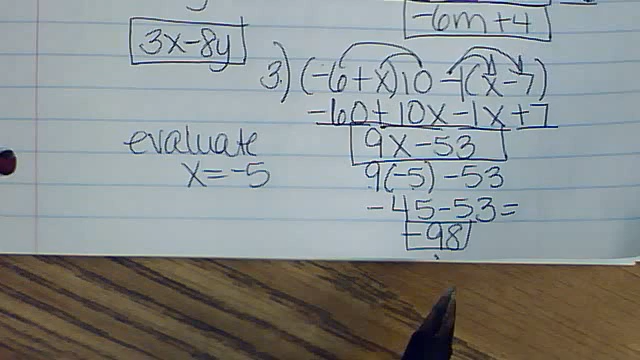 -6m+4
3x-8y
3.) (-6+x)10 -1(x-7)
-60+10x-1x+7
9x-53
evaluate
x=-5
9(-5)-53
-45-53=
-98